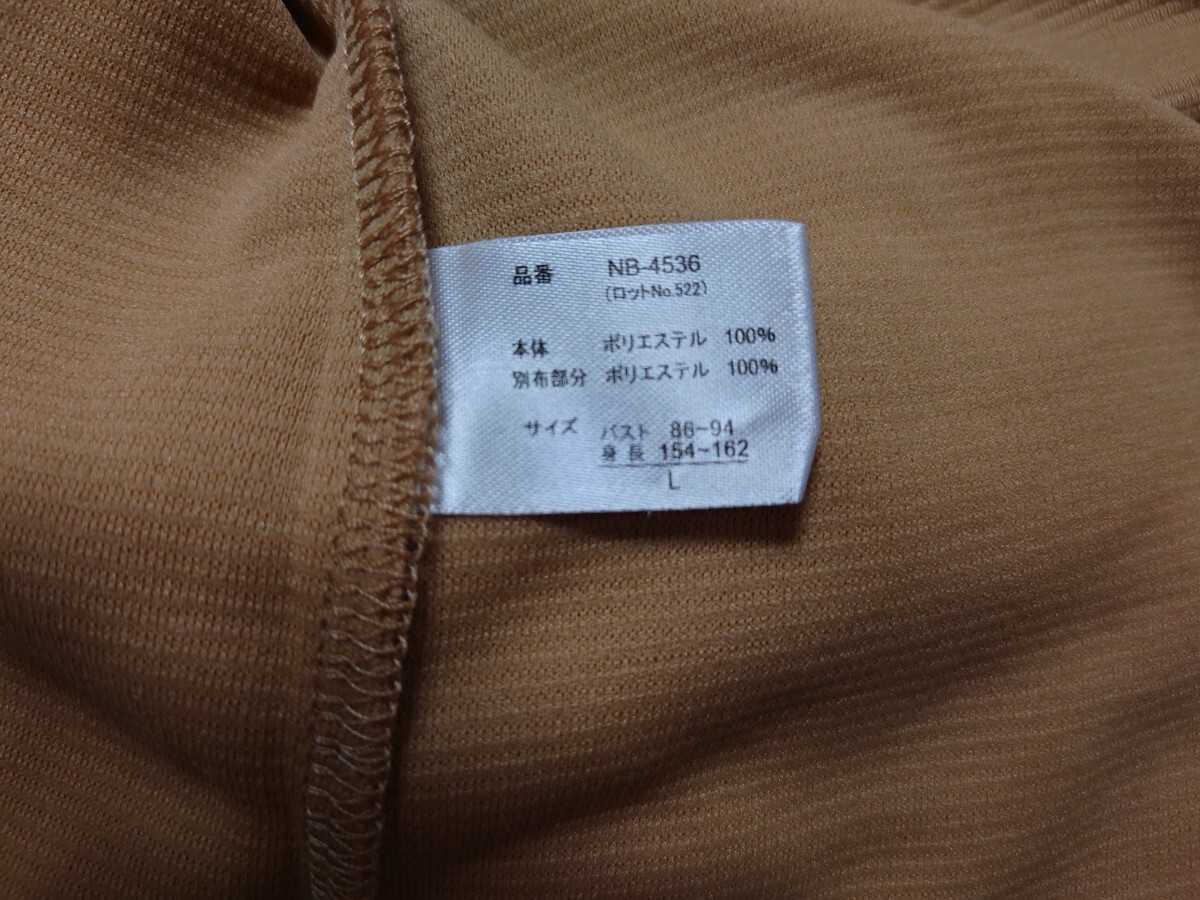 品番 NB-4536
(ロットNo.522)
本体 ポリエステル 100%
別布部分 ポリエステル 100%
サイズ バスト 86~94
身長 154~162
L